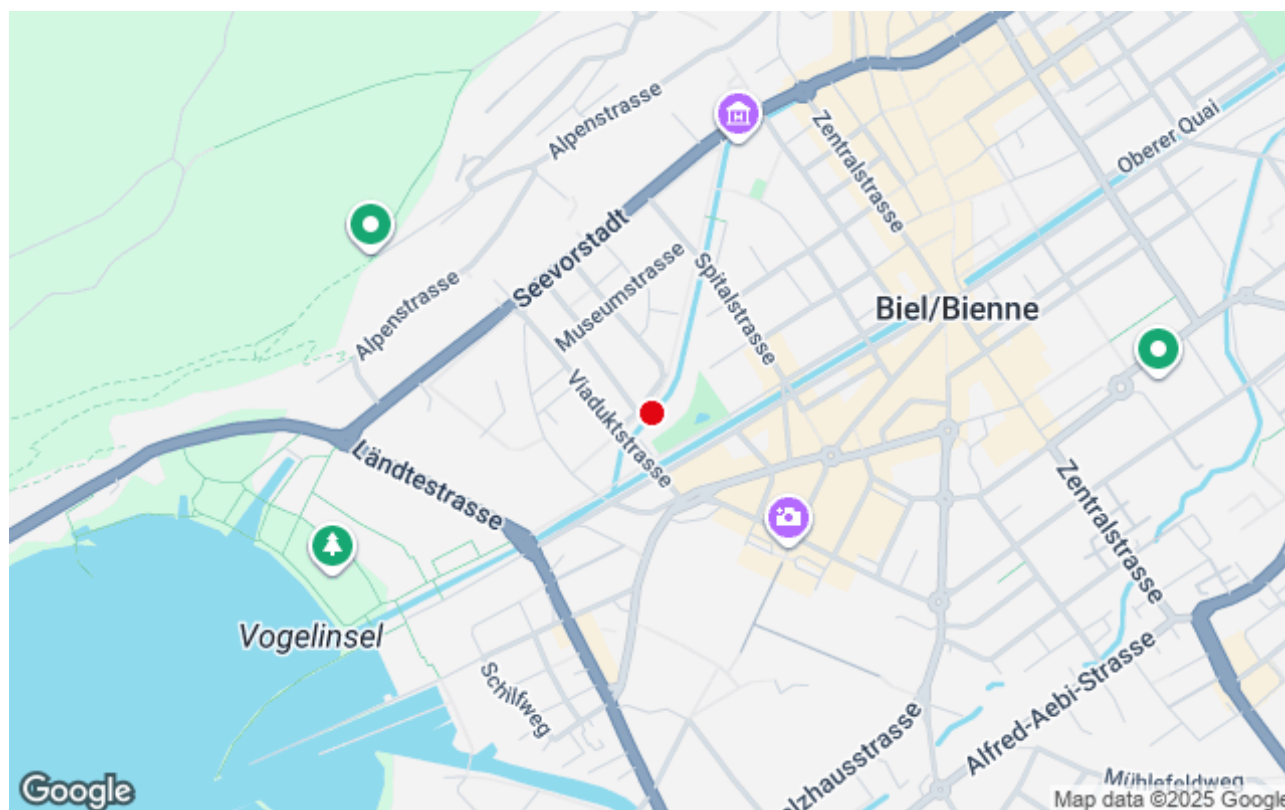 Alpenstrasse
Oberer Quai
Zentralstrasse
Seevorstadt
Museumstrasse
Spitalstrasse
Alpenstrasse
Biel/Bienne
Viaduktstrasse
Ländtestrasse
Zentralstrasse
Vogelinsel
Schilfweg
Alfred-Aebi-Strasse
Mühlefeldweg
Google
Map data ©2025 Google